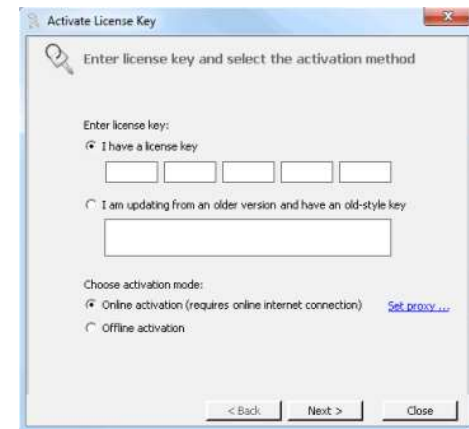 Activate License Key
Enter license key and select the activation method
Enter license key:
I have a license key
I am updating from an older version and have an old-style key
Choose activation mode:
Online activation (requires online internet connection) Set proxy ...
Offline activation
< Back Next > Close